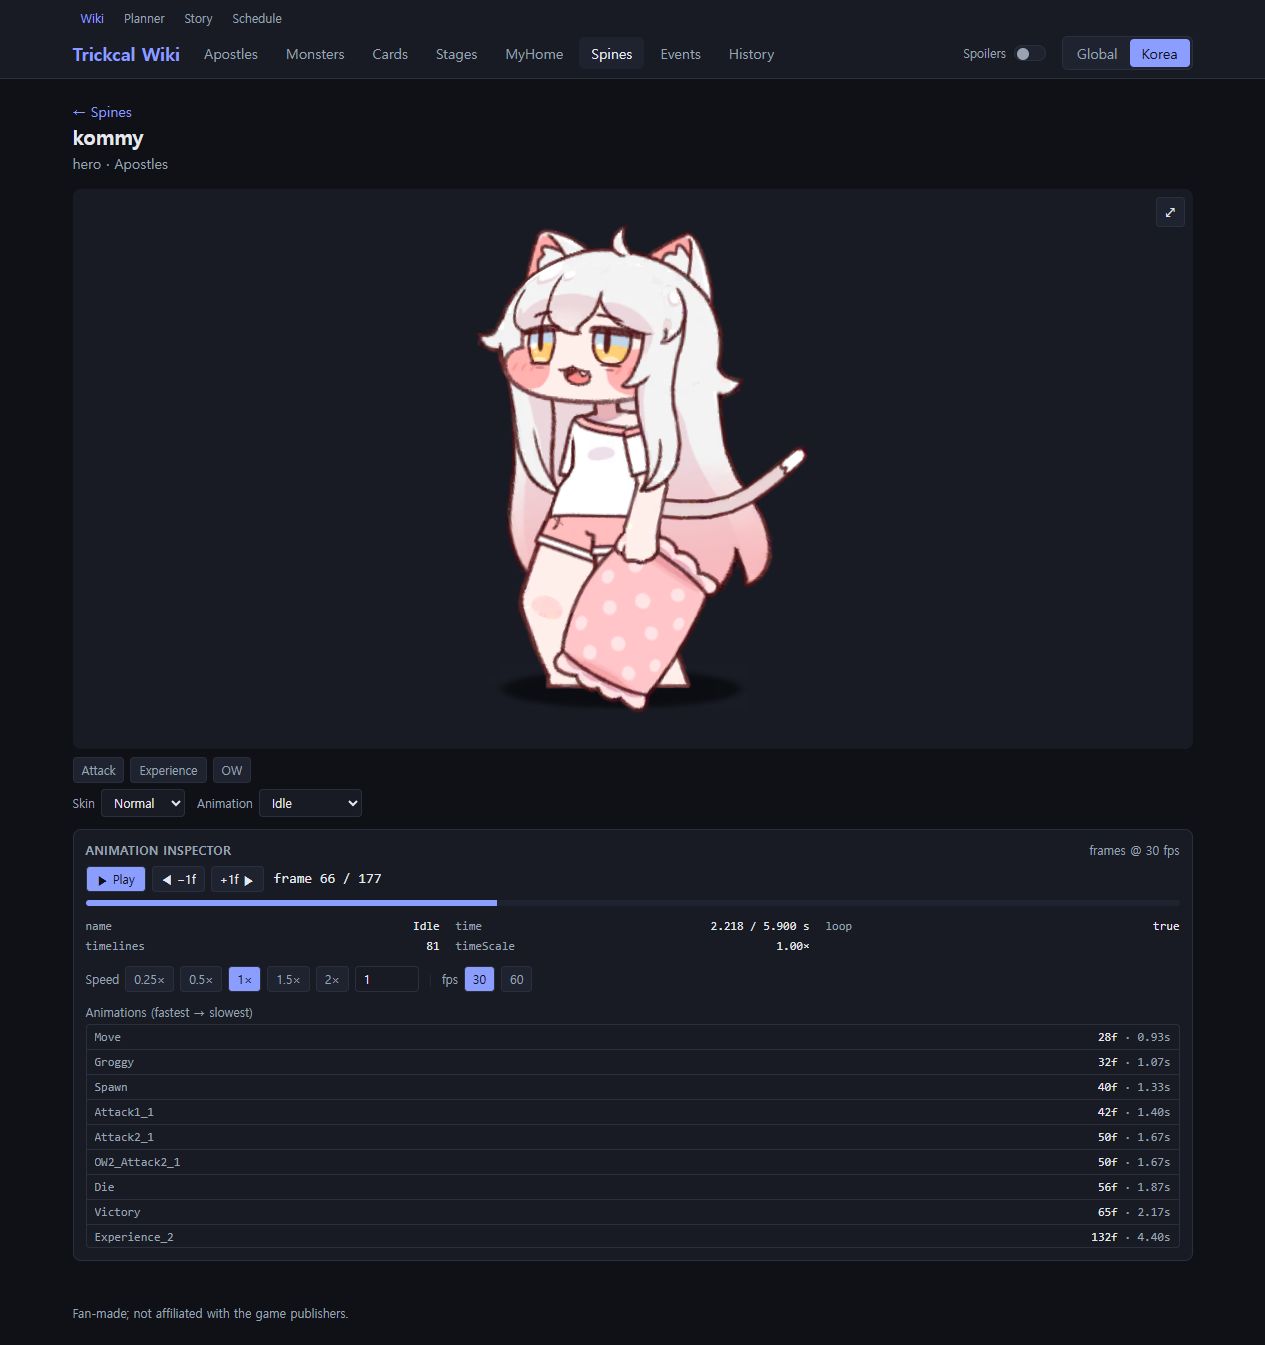 Wiki Planner Story Schedule
Trickcal Wiki Apostles Monsters Cards Stages MyHome Spines Events History Spoilers Global Korea
← Spines
kommy
hero · Apostles
⤢
Attack Experience OW
Skin Normal Animation Idle
ANIMATION INSPECTOR frames @ 30 fps
▶ Play ◀ −1f +1f ▶ frame 66 / 177
name Idle time 2.218 / 5.900 s loop true
timelines 81 timeScale 1.00×
Speed 0.25× 0.5× 1× 1.5× 2× 1 fps 30 60
Animations (fastest → slowest)
Move 28f · 0.93s
Groggy 32f · 1.07s
Spawn 40f · 1.33s
Attack1_1 42f · 1.40s
Attack2_1 50f · 1.67s
OW2_Attack2_1 50f · 1.67s
Die 56f · 1.87s
Victory 65f · 2.17s
Experience_2 132f · 4.40s
Fan-made; not affiliated with the game publishers.